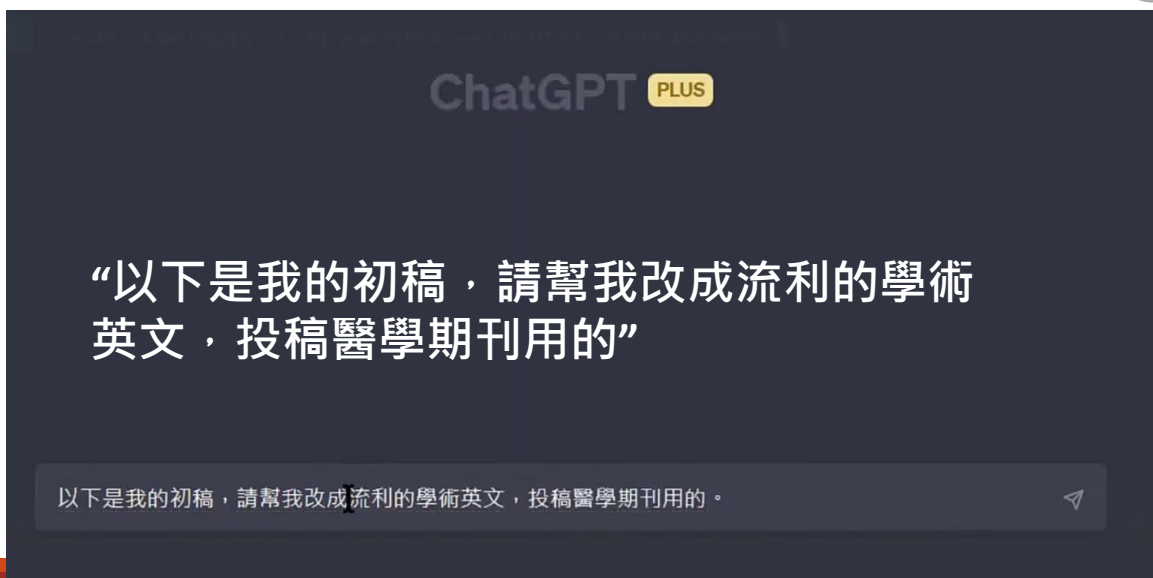 ChatGPT PLUS
“以下是我的初稿，請幫我改成流利的學術
英文，投稿醫學期刊用的”
以下是我的初稿，請幫我改成流利的學術英文，投稿醫學期刊用的。